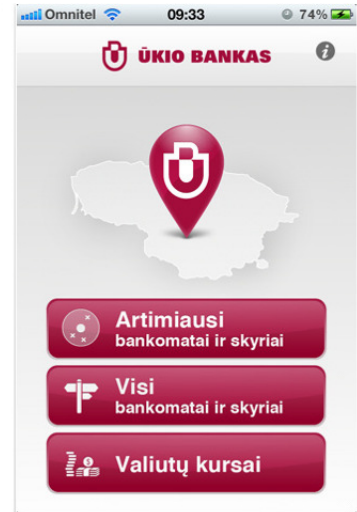 Omnitel 09:33 74%
ŪKIO BANKAS
Artimiausi
bankomatai ir skyriai
Visi
bankomatai ir skyriai
Valiutų kursai